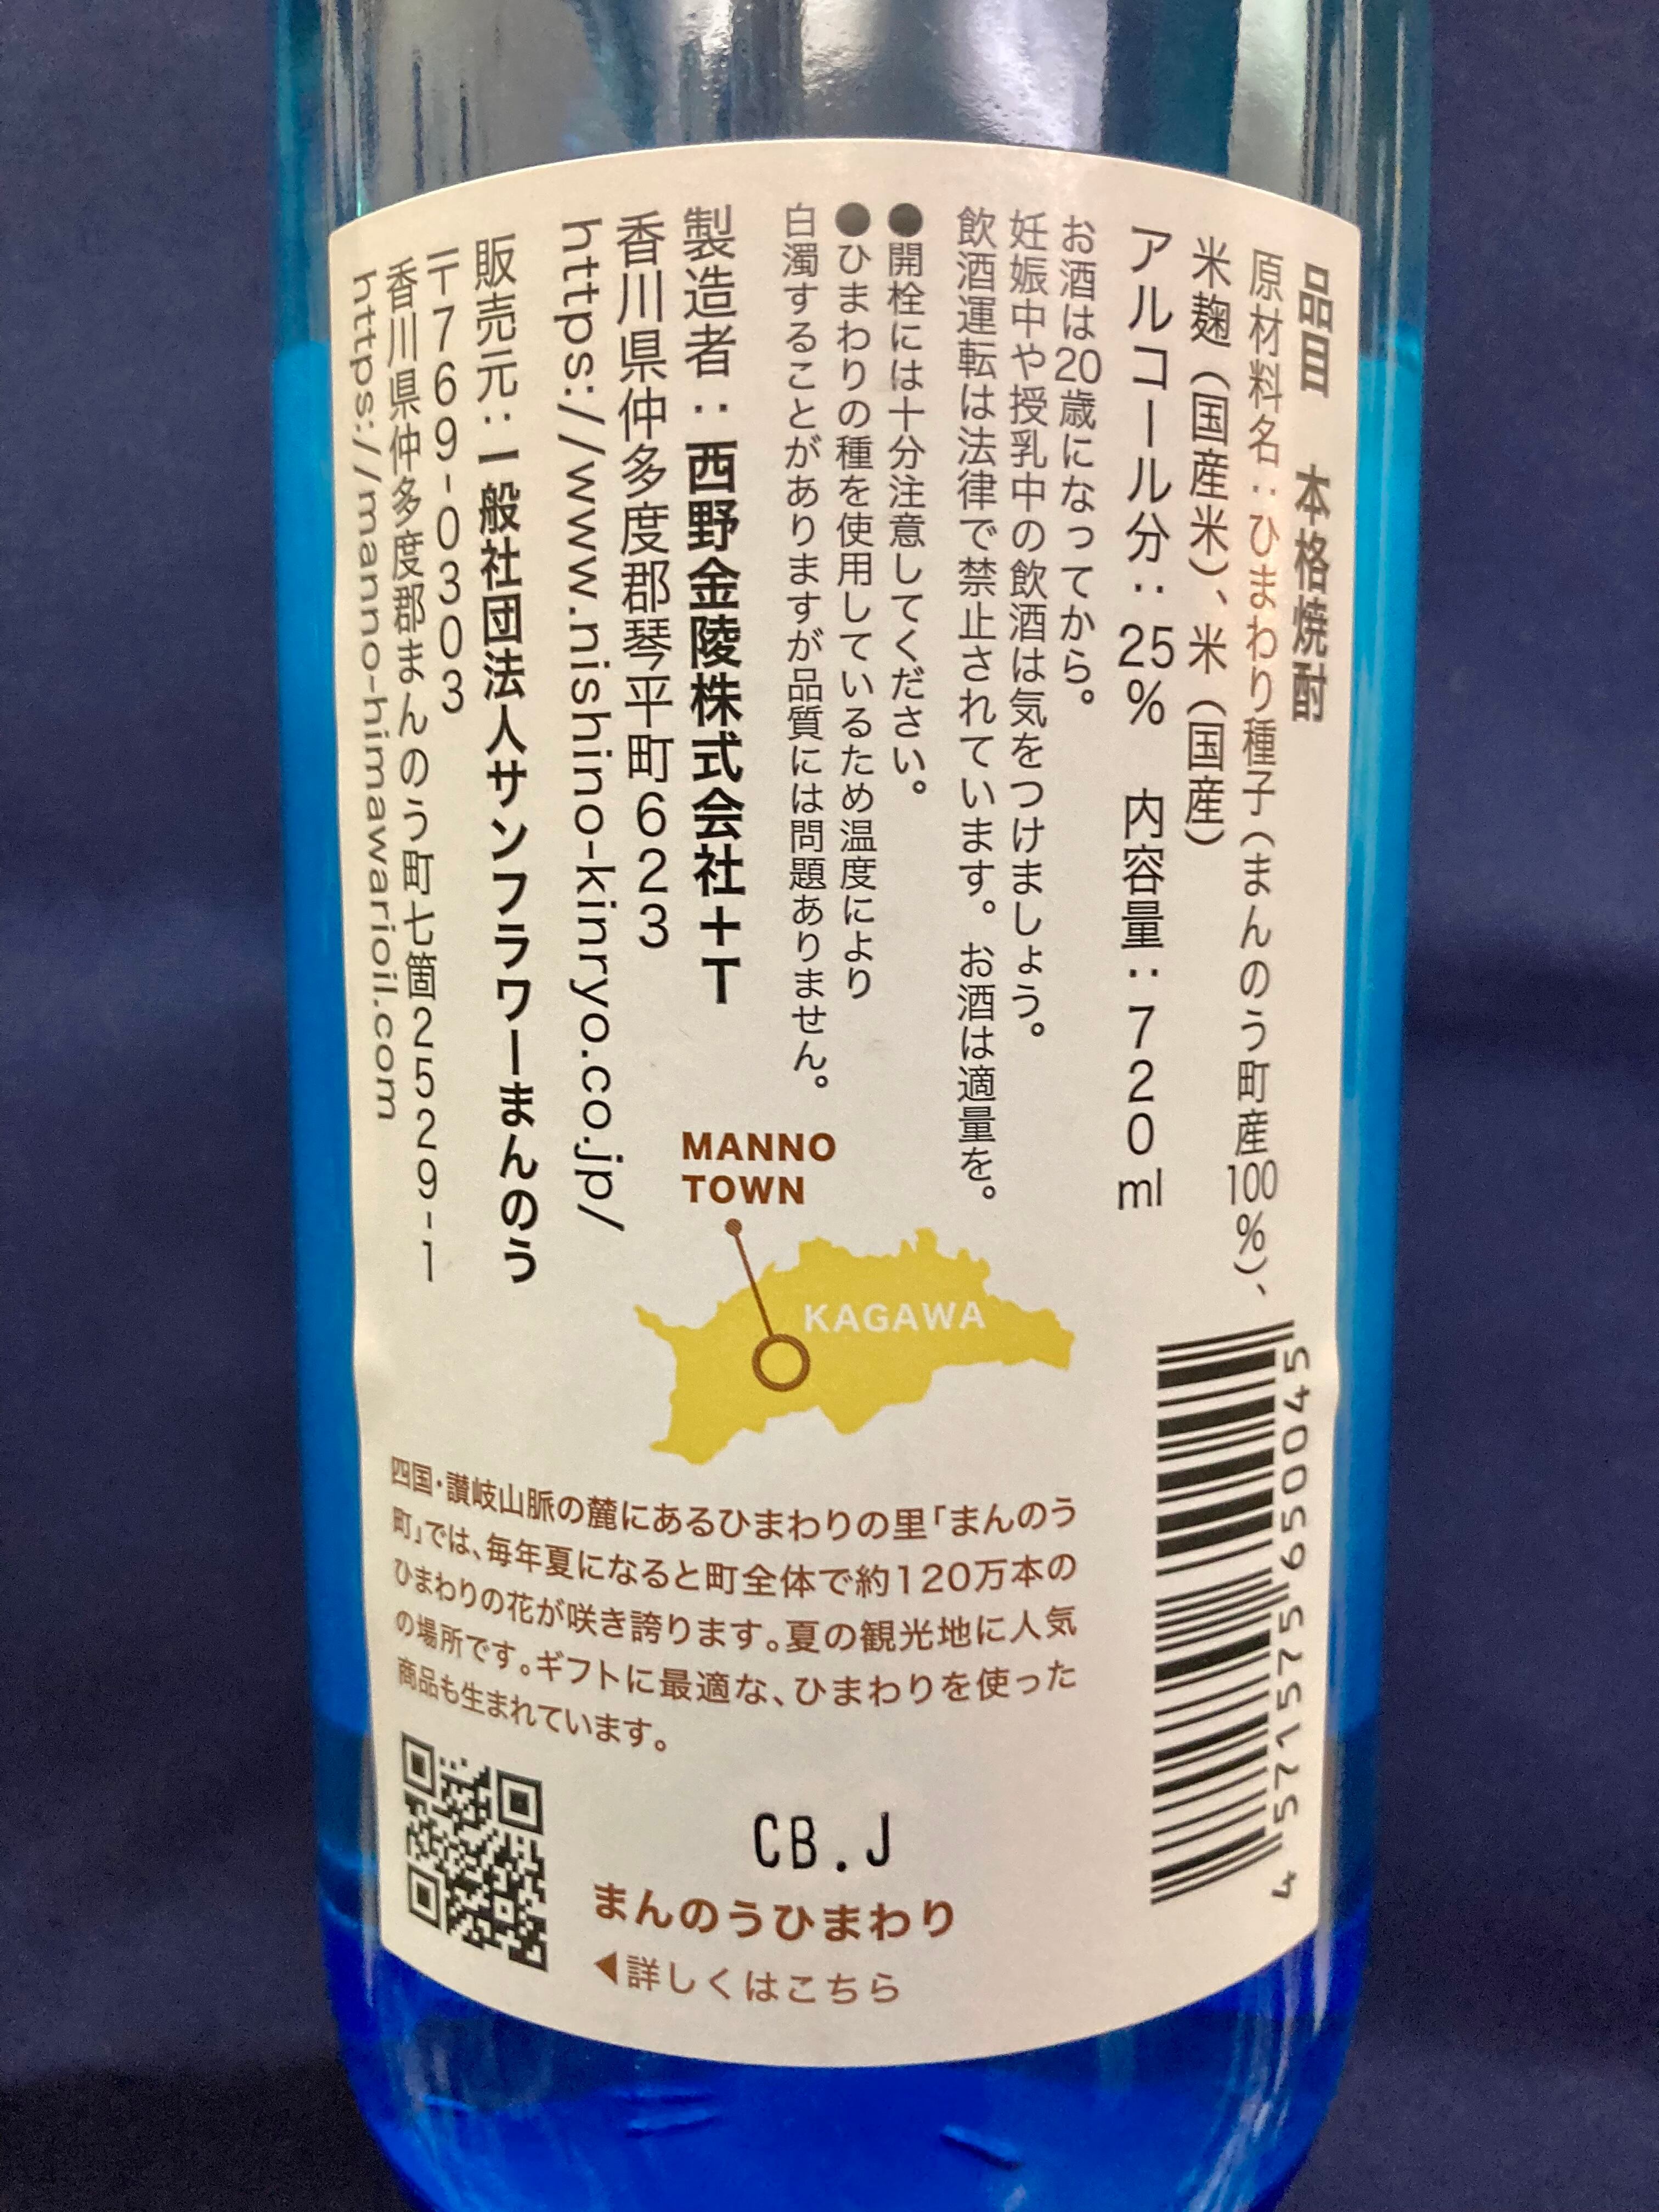 品目　本格焼酎
原材料名：ひまわり種子（まんのう町産100%）、
米麹（国産米）、米（国産）
アルコール分：25%　内容量：720ml
お酒は20歳になってから。
妊娠中や授乳中の飲酒は気をつけましょう。
飲酒運転は法律で禁止されています。お酒は適量を。
●開栓には十分注意してください。
●ひまわりの種を使用しているため温度により
白濁することがありますが品質には問題ありません。
製造者：西野金陵株式会社＋T
香川県仲多度郡琴平町623
https://www.nishino-kinryo.co.jp/
販売元：一般社団法人サンフラワーまんのう
〒769-0303
香川県仲多度郡まんのう町七箇2529-1
https://manno-himawarioil.com
MANNO
TOWN
KAGAWA
四国・讃岐山脈の麓にあるひまわりの里「まんのう
町」では、毎年夏になると町全体で約120万本の
ひまわりの花が咲き誇ります。夏の観光地に人気
の場所です。ギフトに最適な、ひまわりを使った
商品も生まれています。
CB.J
まんのうひまわり
◀詳しくはこちら
4 571575 690045